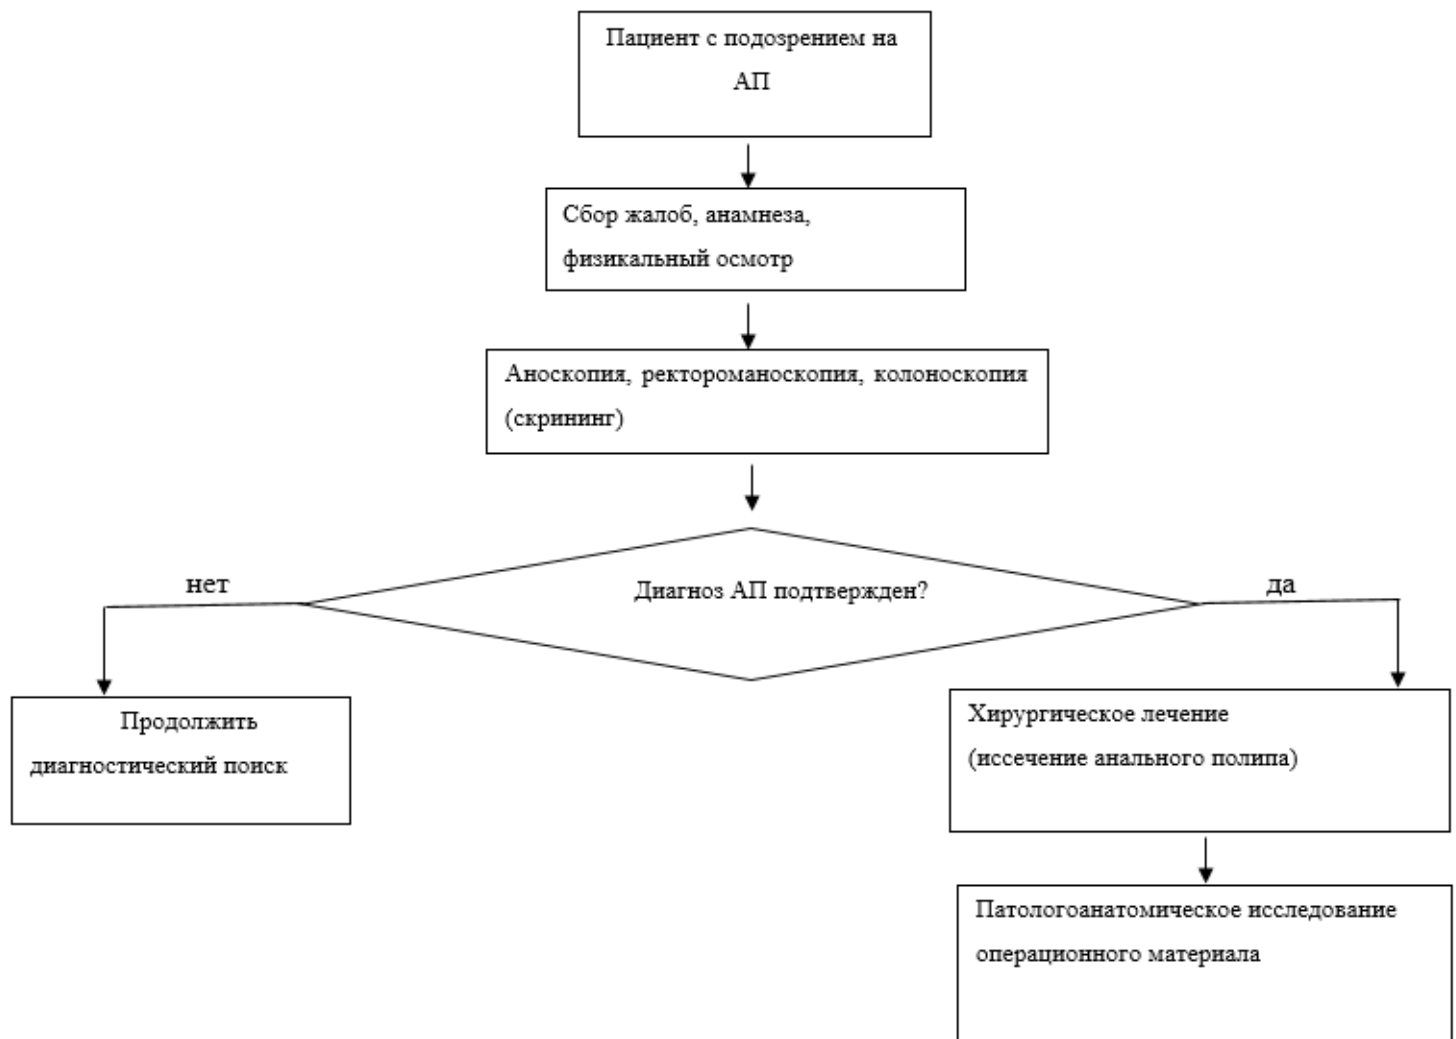 Пациент с подозрением на
АП
Сбор жалоб, анамнеза,
физикальный осмотр
Аноскопия, ректороманоскопия, колоноскопия
(скрининг)
нет
Диагноз АП подтвержден?
да
Продолжить
диагностический поиск
Хирургическое лечение
(иссечение анального полипа)
Патологоанатомическое исследование
операционного материала